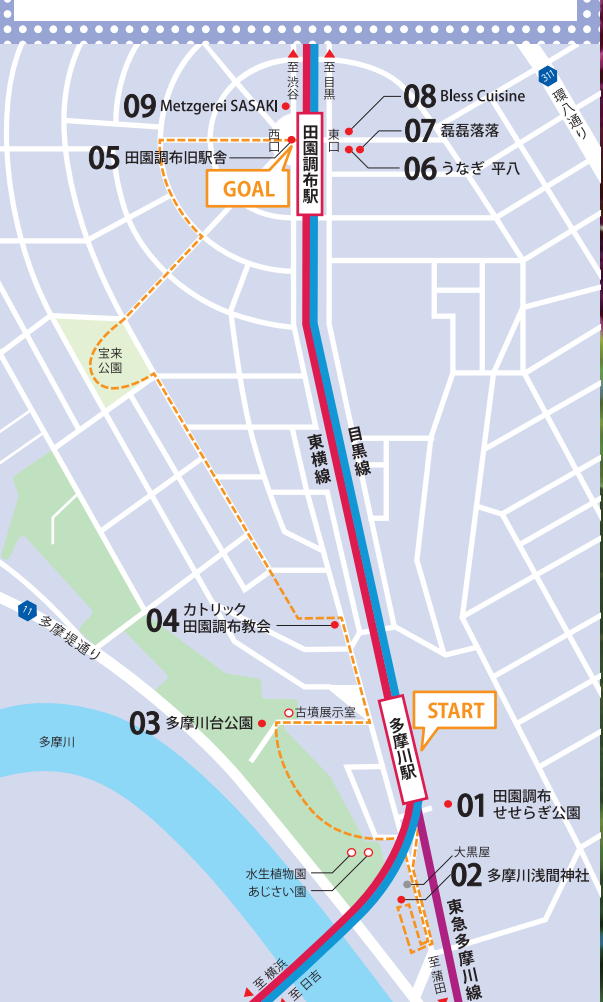 至渋谷
至目黒
311
環八通り
09 Metzgerei SASAKI
08 Bless Cuisine
07 磊磊落落
06 うなぎ 平八
西口
東口
田園調布駅
05 田園調布旧駅舎
GOAL
宝来
公園
東横線
目黒線
11
多摩堤通り
04 カトリック
田園調布教会
03 多摩川台公園
古墳展示室
START
多摩川駅
多摩川
01 田園調布
せせらぎ公園
水生植物園
あじさい園
大黒屋
02 多摩川浅間神社
東急多摩川線
至横浜
至日吉
至蒲田